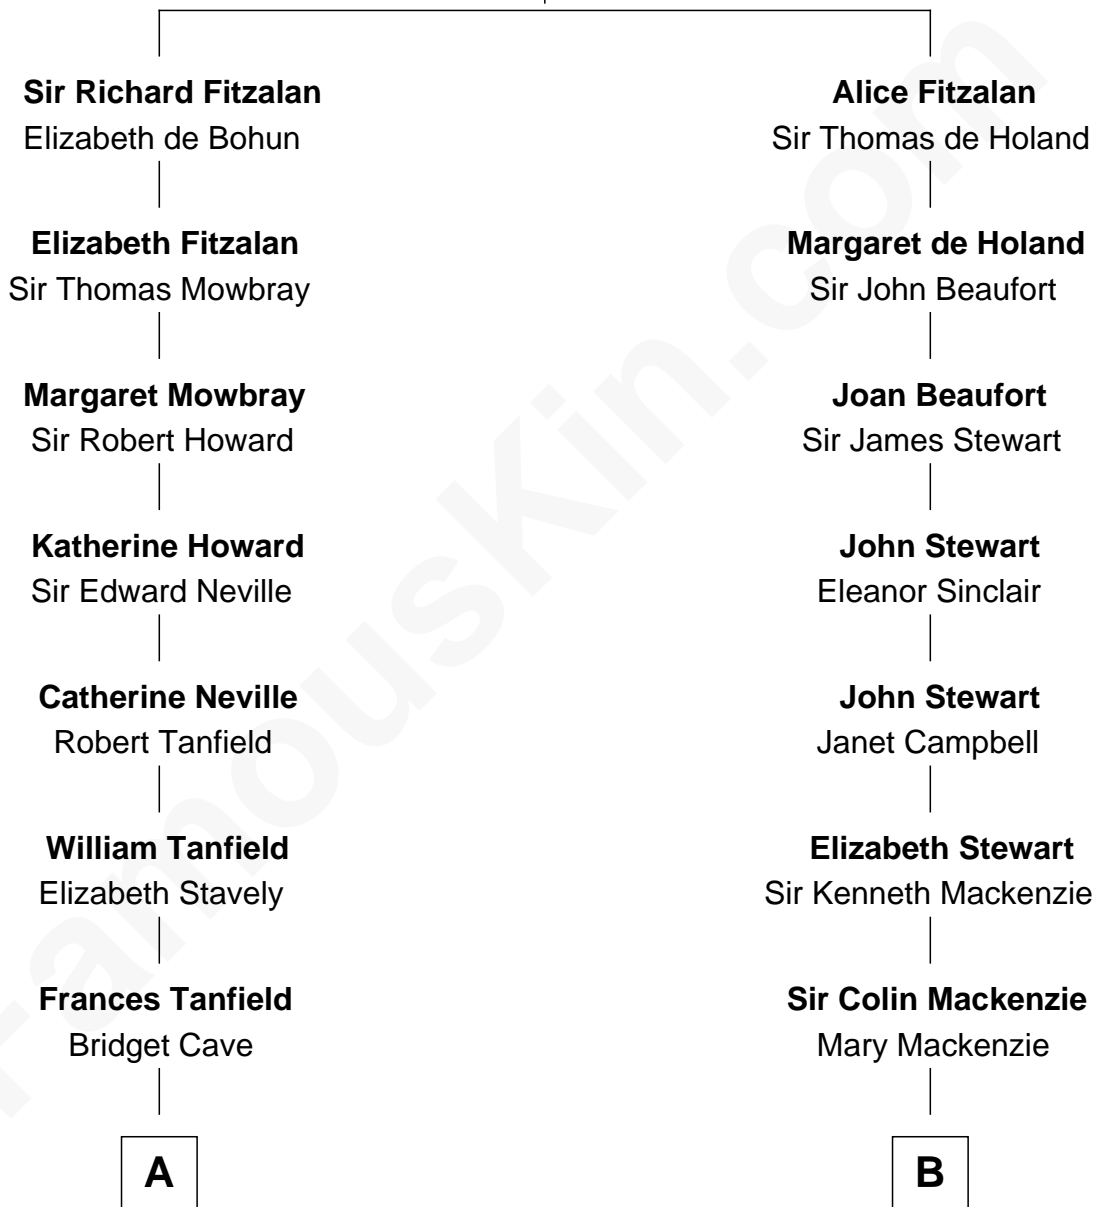 Sir Richard Fitzalan
Elizabeth de Bohun
Elizabeth Fitzalan
Sir Thomas Mowbray
Margaret Mowbray
Sir Robert Howard
Katherine Howard
Sir Edward Neville
Catherine Neville
Robert Tanfield
William Tanfield
Elizabeth Stavely
Frances Tanfield
Bridget Cave
A
Alice Fitzalan
Sir Thomas de Holand
Margaret de Holand
Sir John Beaufort
Joan Beaufort
Sir James Stewart
John Stewart
Eleanor Sinclair
John Stewart
Janet Campbell
Elizabeth Stewart
Sir Kenneth Mackenzie
Sir Colin Mackenzie
Mary Mackenzie
B
FamousKin.com